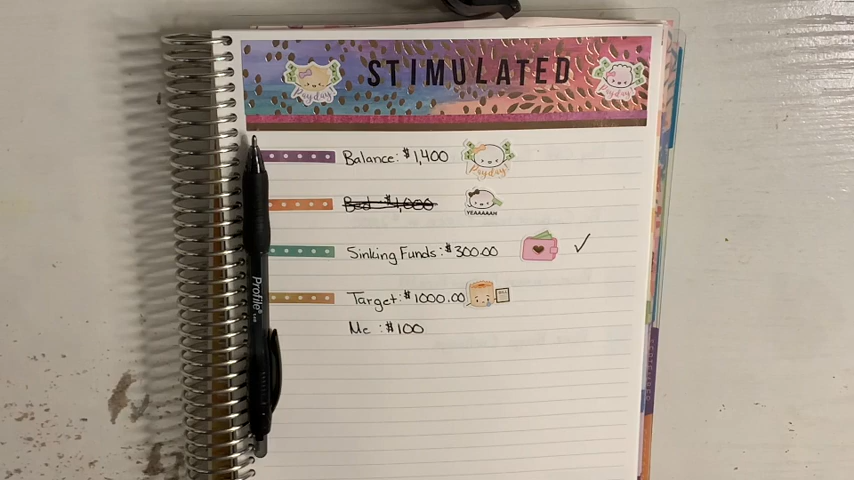 STIMULATED
Payday!
Payday!
Balance: $1,400
Payday!
Bed $1,000
YEAAAAAH
Sinking Funds: $300.00 ✓
Target: $1000.00
Me : $100
Profile